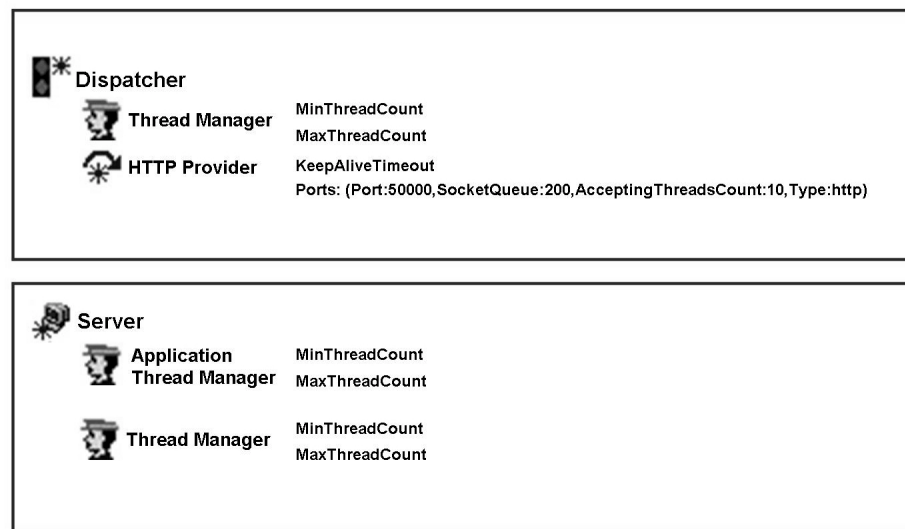 Dispatcher
Thread Manager
MinThreadCount
MaxThreadCount
HTTP Provider
KeepAliveTimeout
Ports: (Port:50000,SocketQueue:200,AcceptingThreadsCount:10,Type:http)
Server
Application
Thread Manager
MinThreadCount
MaxThreadCount
Thread Manager
MinThreadCount
MaxThreadCount